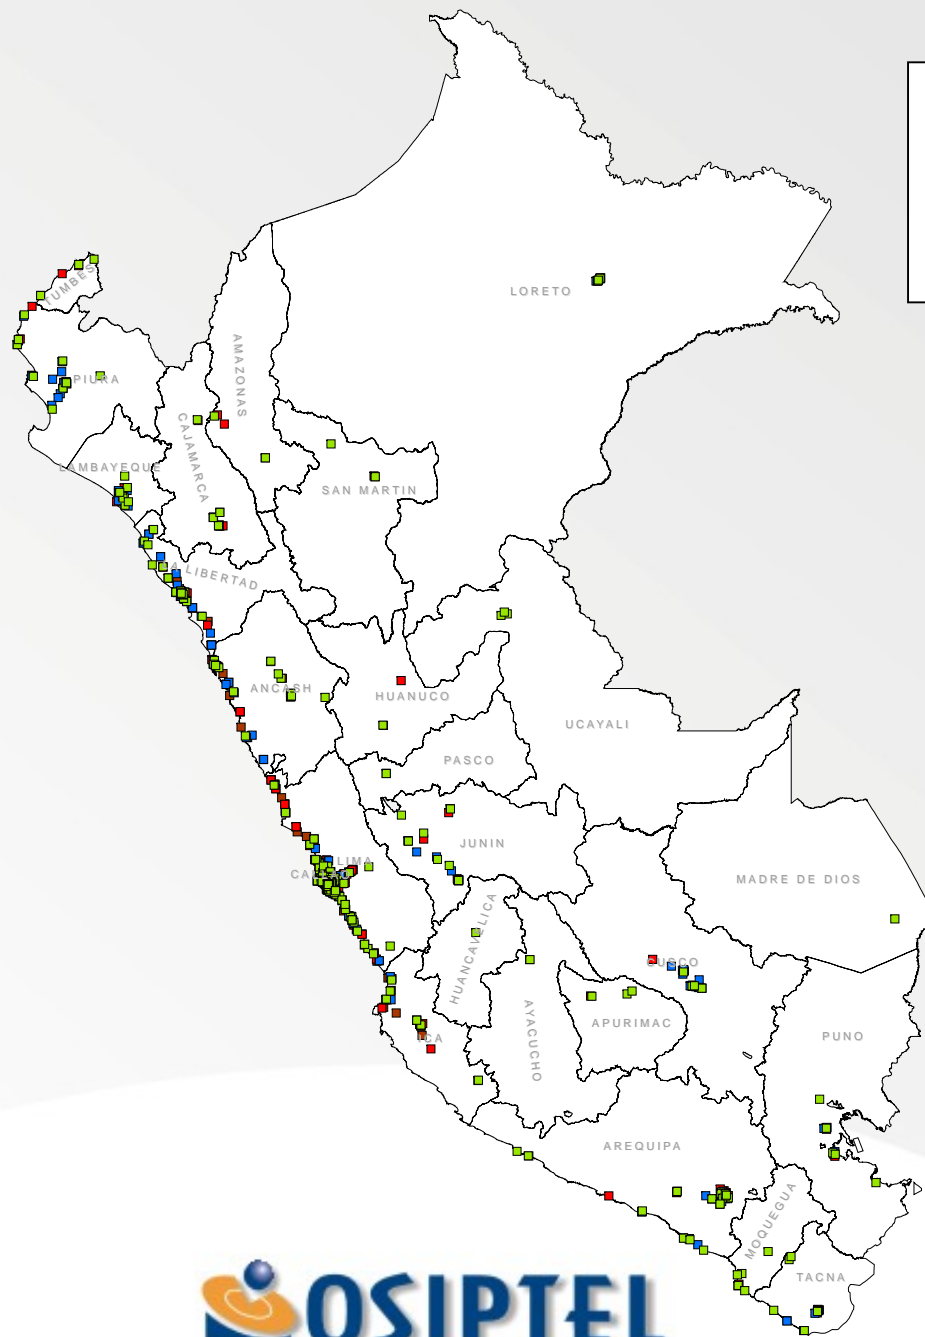 LORETO
TUMBES
AMAZONAS
PIURA
CAJAMARCA
LAMBAYEQUE
SAN MARTIN
LA LIBERTAD
ANCASH
HUANUCO
UCAYALI
PASCO
JUNIN
LIMA
CALLAO
MADRE DE DIOS
HUANCAVELICA
CUSCO
AYACUCHO
APURIMAC
ICA
PUNO
AREQUIPA
MOQUEGUA
TACNA
OSIPTEL